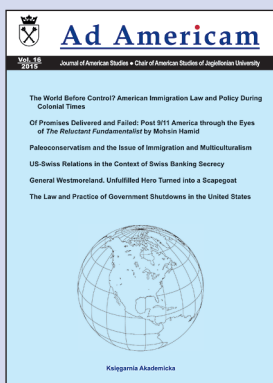 Ad Americam
Vol. 16
2015
Journal of American Studies ● Chair of American Studies of Jagiellonian University
The World Before Control? American Immigration Law and Policy During
Colonial Times
Of Promises Delivered and Failed: Post 9/11 America through the Eyes
of The Reluctant Fundamentalist by Mohsin Hamid
Paleoconservatism and the Issue of Immigration and Multiculturalism
US-Swiss Relations in the Context of Swiss Banking Secrecy
General Westmoreland. Unfulfilled Hero Turned into a Scapegoat
The Law and Practice of Government Shutdowns in the United States
Księgarnia Akademicka